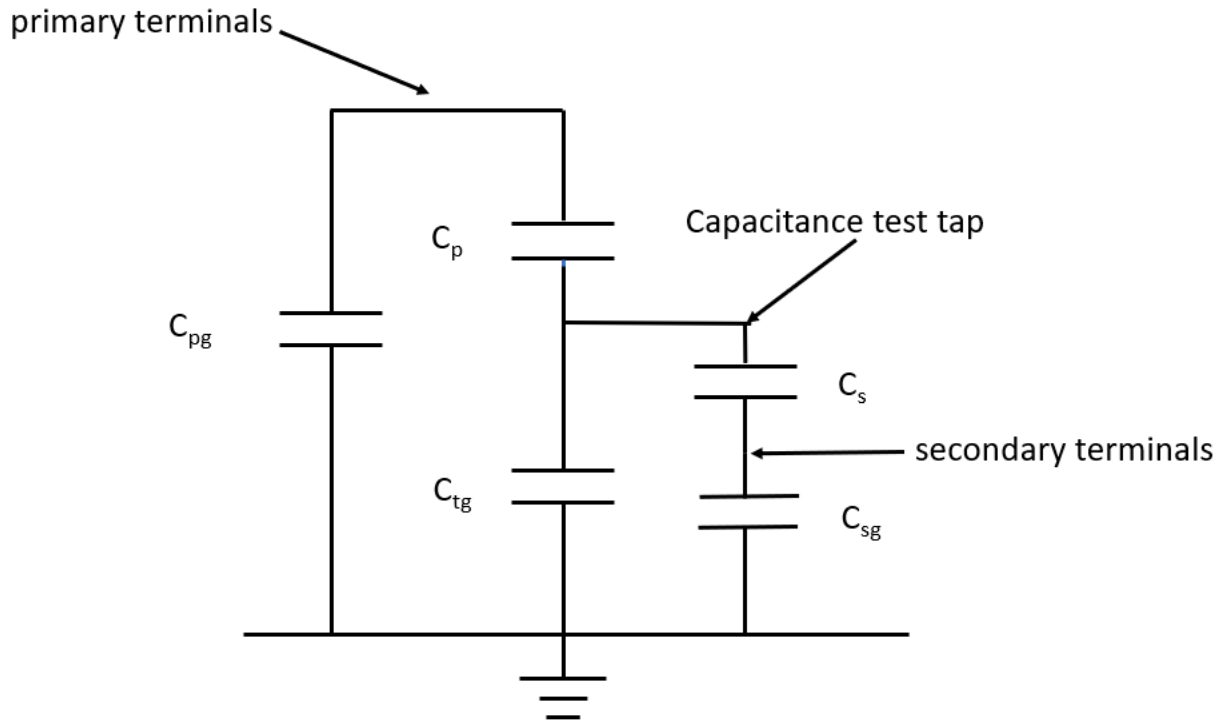 primary terminals
Capacitance test tap
Cp
Cpg
Cs
secondary terminals
Ctg
Csg